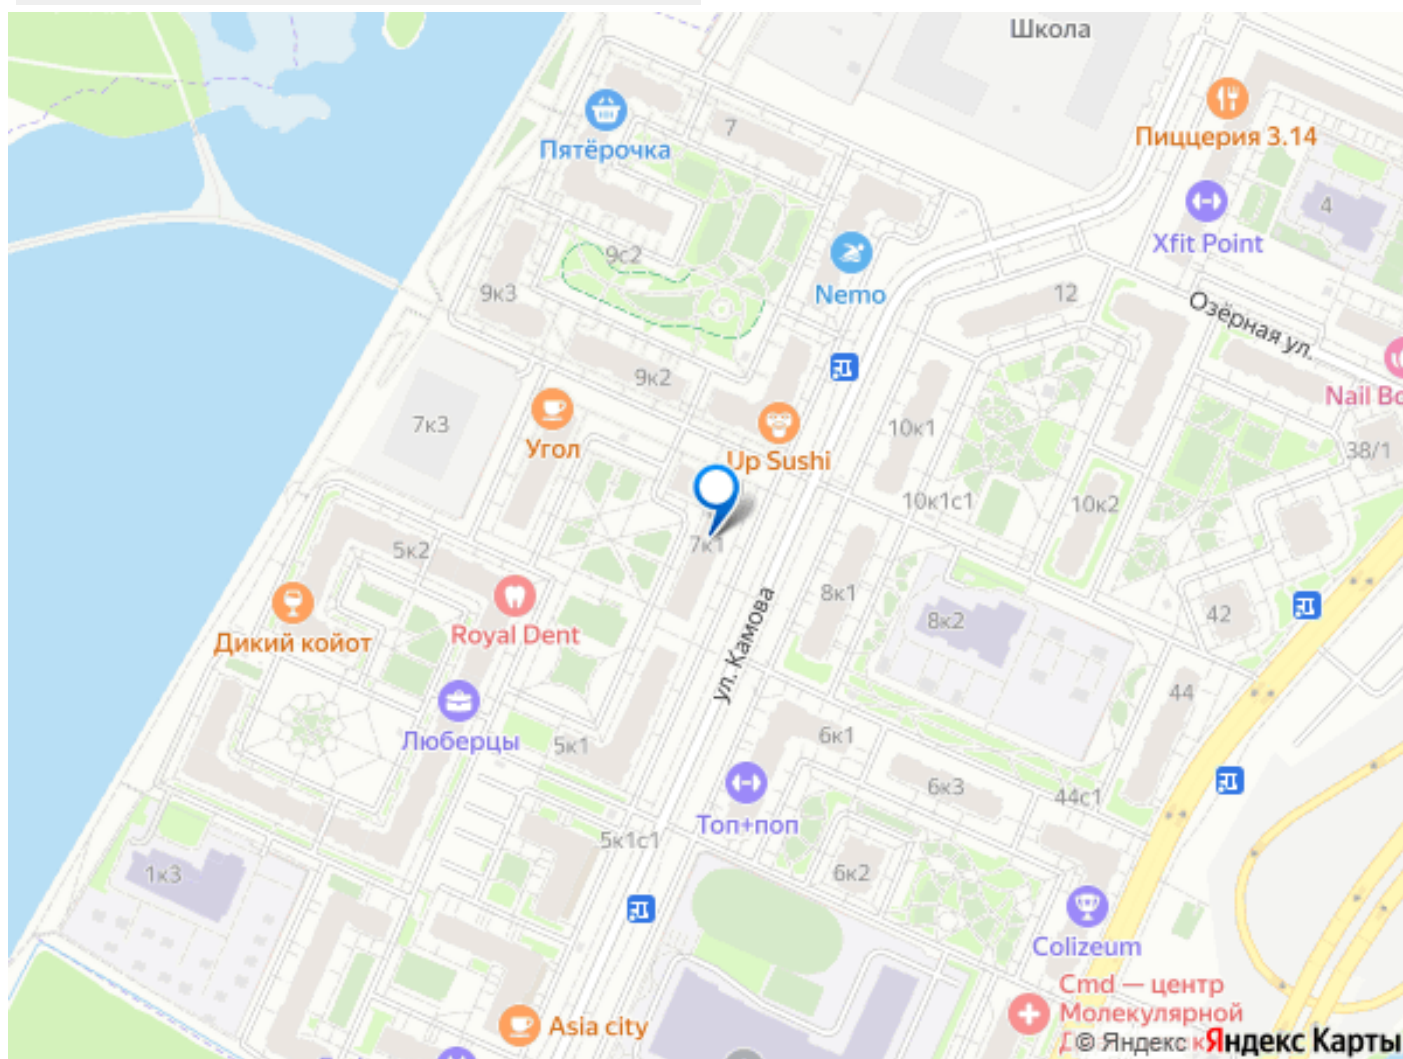 Школа
Пятёрочка
7
Пиццерия 3.14
4
Xfit Point
9с2
9к3
Nemo
12
Озёрная ул.
9к2
Nail Bo
7к3
Угол
Up Sushi
10к1
38/1
10к1с1
10к2
7к1
5к2
8к1
8к2
42
Дикий койот
Royal Dent
ул. Камова
44
Люберцы
5к1
6к1
6к3
44с1
Топ+поп
5к1с1
1к3
6к2
Colizeum
Cmd — центр
Молекулярной
Asia city
© Яндекс Яндекс Карты